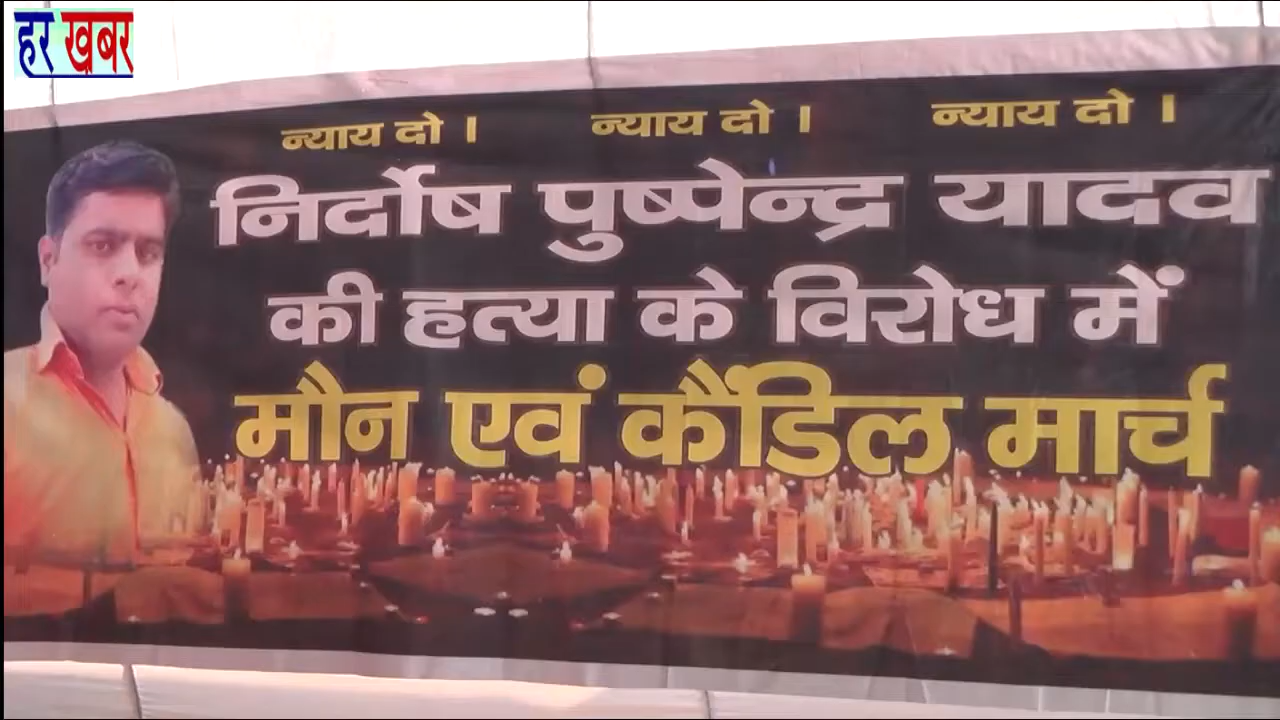 हर खबर
न्याय दो । न्याय दो । न्याय दो ।
निर्दोष पुष्पेन्द्र यादव
की हत्या के विरोध में
मौन एवं कैंडिल मार्च